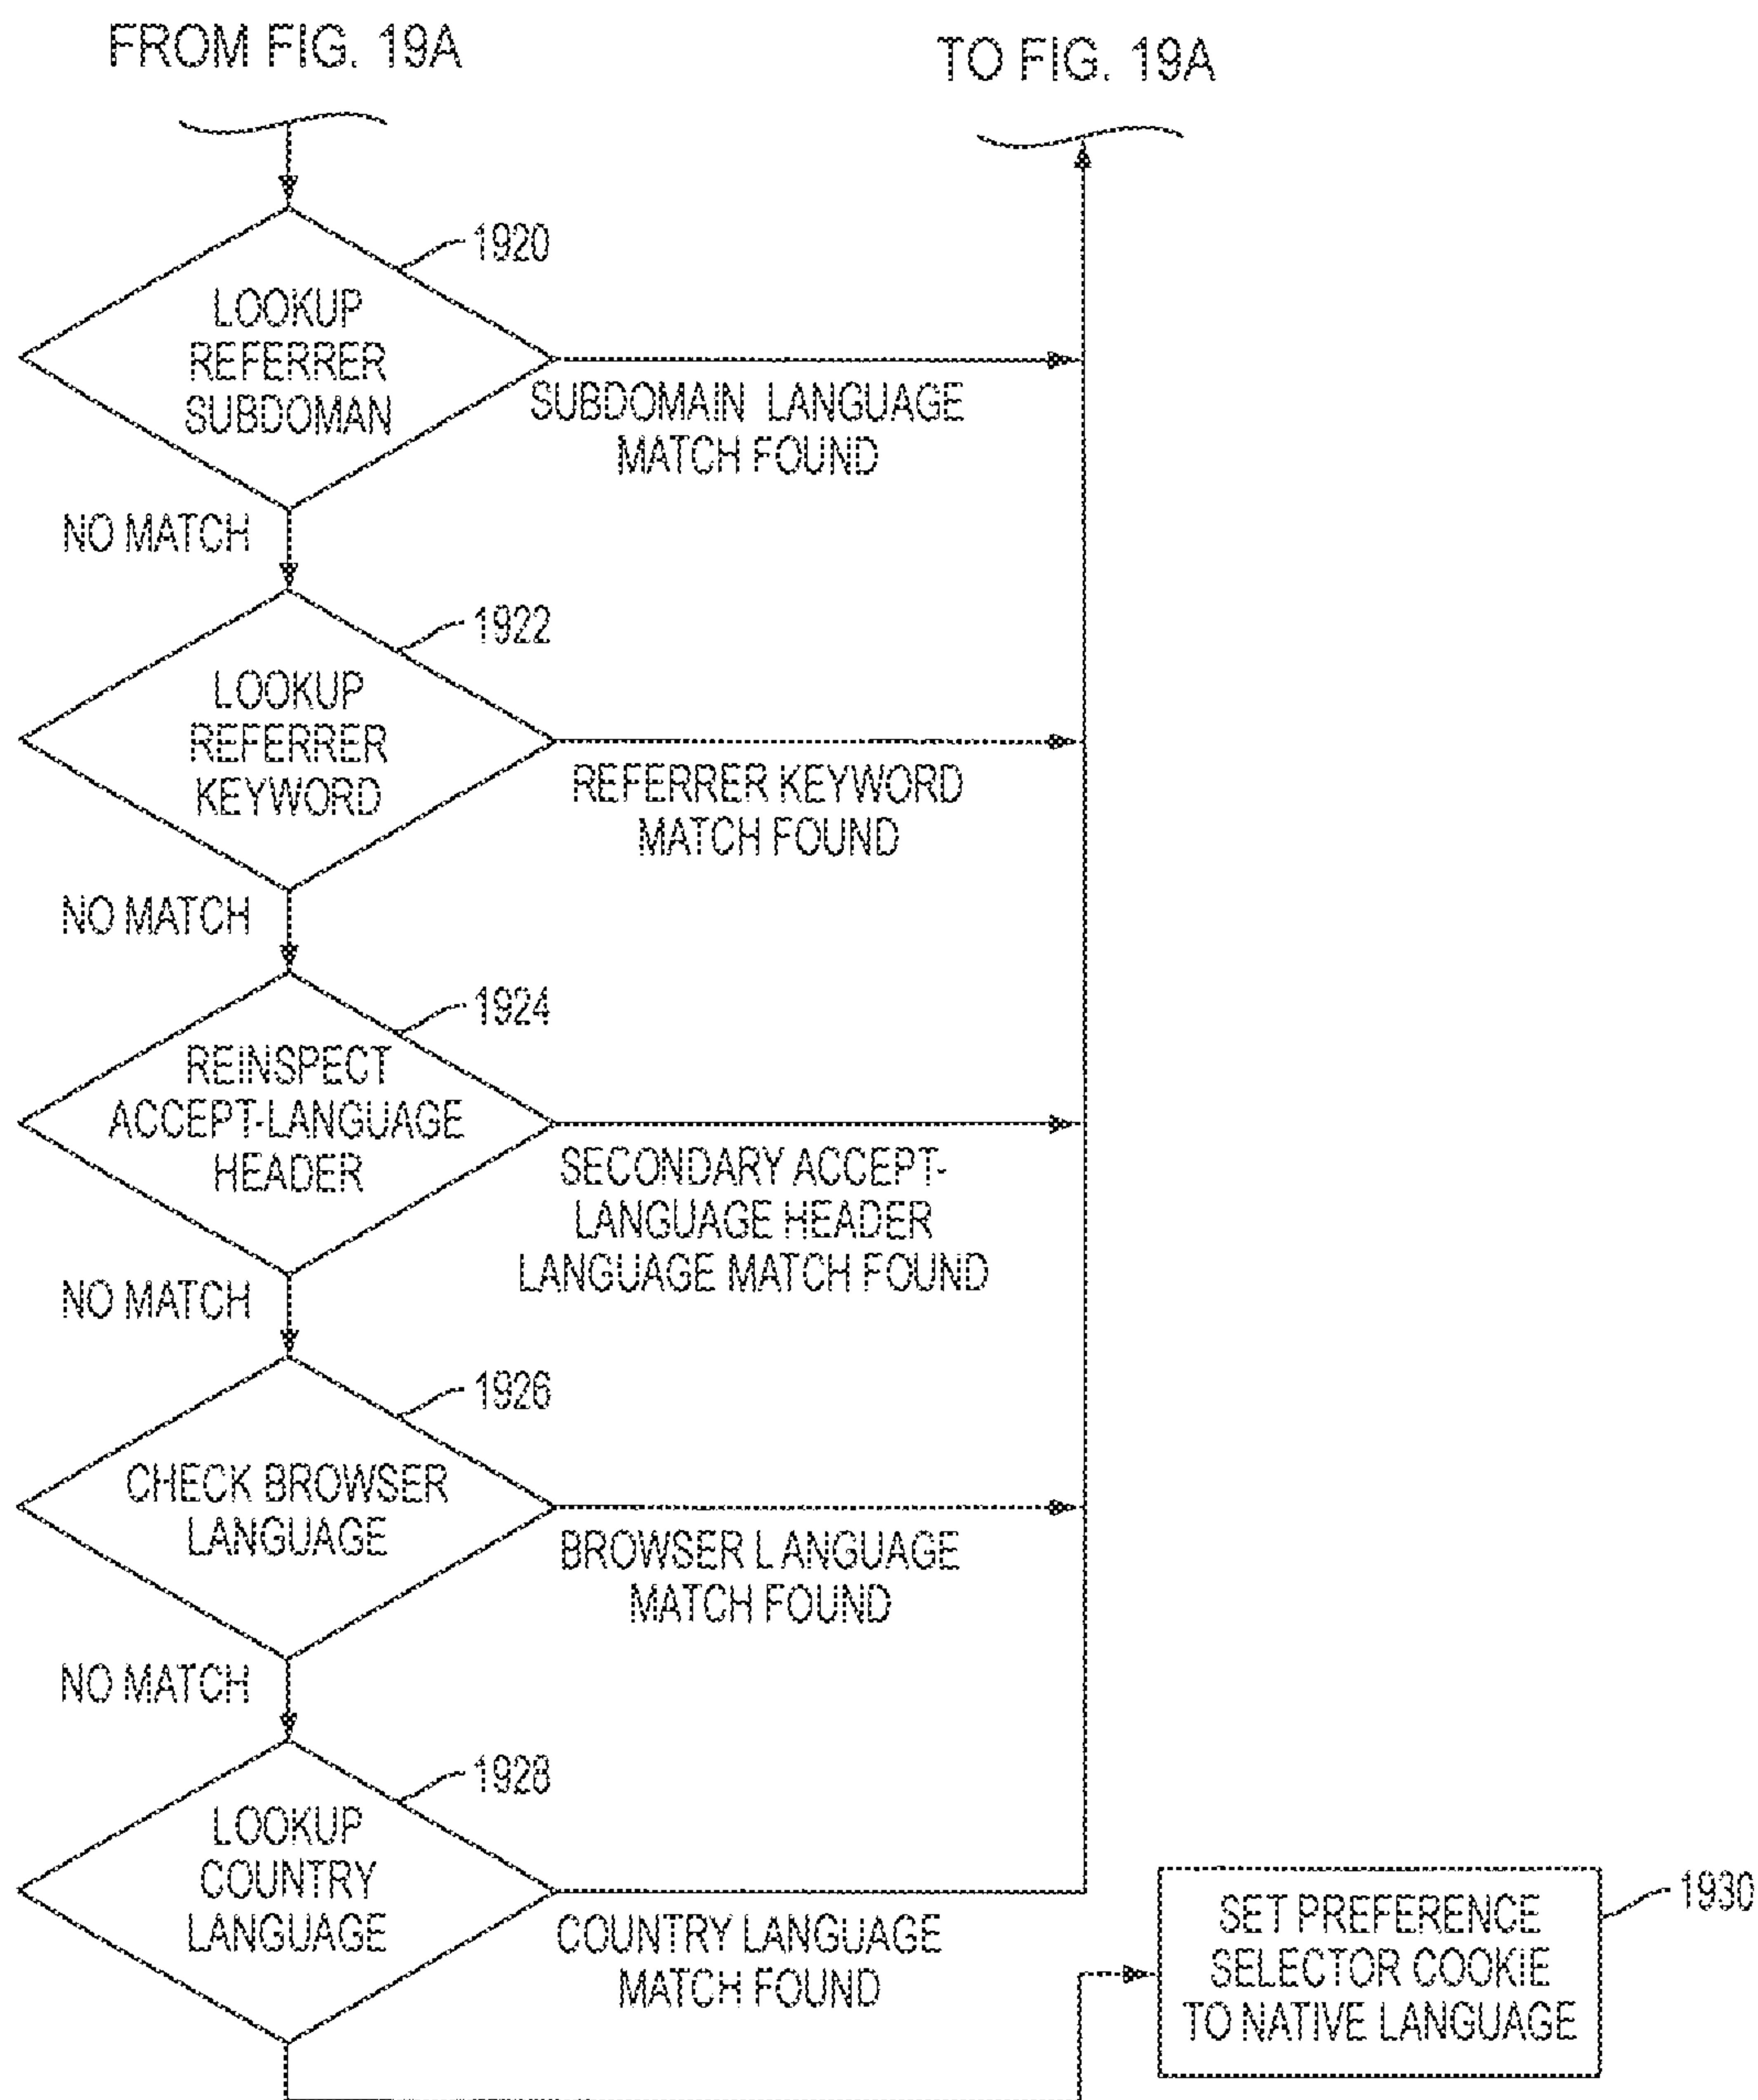 FROM FIG. 19A
TO FIG. 19A
1920
LOOKUP
REFERRER
SUBDOMAN
SUBDOMAIN LANGUAGE
MATCH FOUND
NO MATCH
1922
LOOKUP
REFERRER
KEYWORD
REFERRER KEYWORD
MATCH FOUND
NO MATCH
1924
REINSPECT
ACCEPT-LANGUAGE
HEADER
SECONDARY ACCEPT-
LANGUAGE HEADER
LANGUAGE MATCH FOUND
NO MATCH
1926
CHECK BROWSER
LANGUAGE
BROWSER LANGUAGE
MATCH FOUND
NO MATCH
1928
LOOKUP
COUNTRY
LANGUAGE
COUNTRY LANGUAGE
MATCH FOUND
1930
SET PREFERENCE
SELECTOR COOKIE
TO NATIVE LANGUAGE